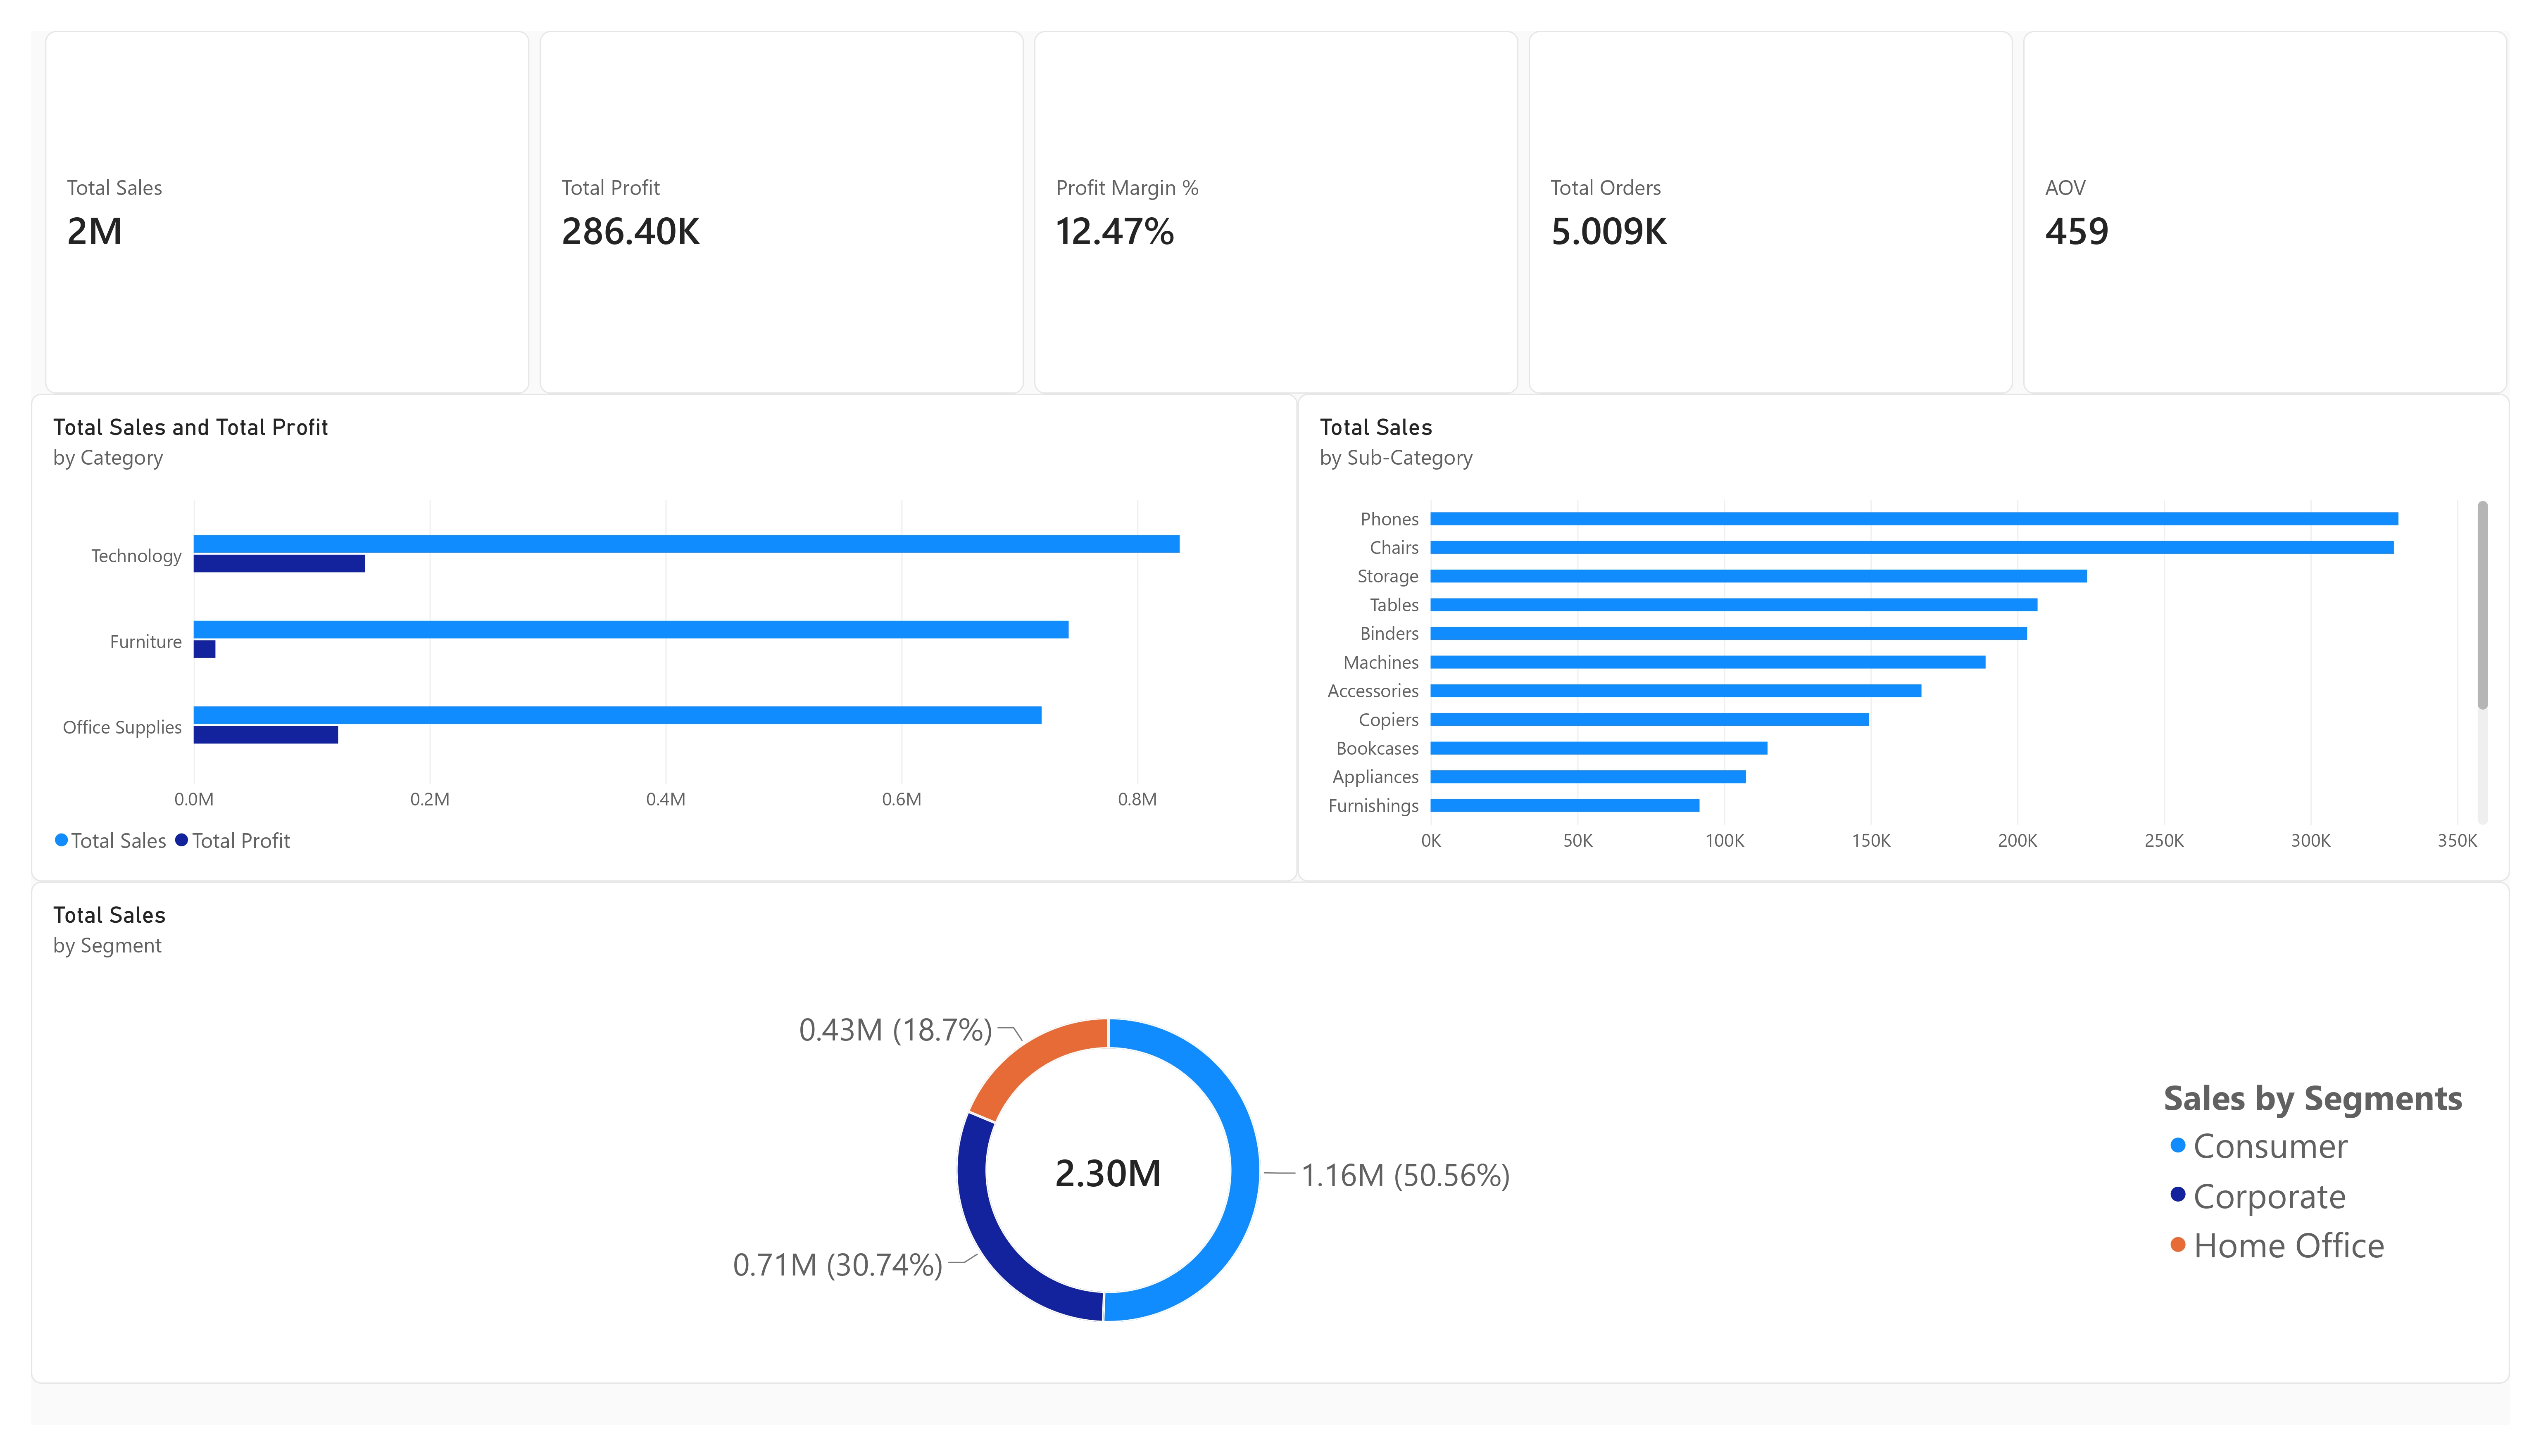 Total Sales
2M
Total Profit
286.40K
Profit Margin %
12.47%
Total Orders
5.009K
AOV
459
Total Sales and Total Profit
by Category
Technology
Furniture
Office Supplies
0.0M 0.2M 0.4M 0.6M 0.8M
Total Sales Total Profit
Total Sales
by Sub-Category
Phones
Chairs
Storage
Tables
Binders
Machines
Accessories
Copiers
Bookcases
Appliances
Furnishings
0K 50K 100K 150K 200K 250K 300K 350K
Total Sales
by Segment
0.43M (18.7%)
2.30M
1.16M (50.56%)
0.71M (30.74%)
Sales by Segments
Consumer
Corporate
Home Office